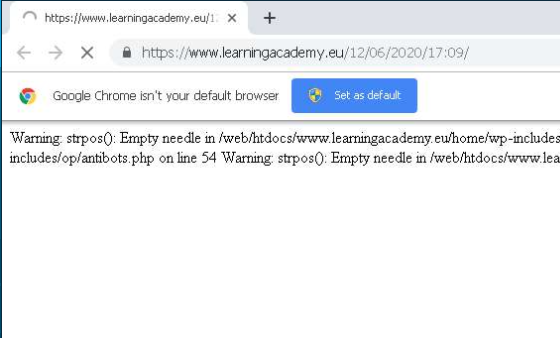 https://www.learningacademy.eu/1
https://www.learningacademy.eu/12/06/2020/17:09/
Google Chrome isn't your default browser
Set as default
Warning: strpos(): Empty needle in /web/htdocs/www.learningacademy.eu/home/wp-includes
includes/op/antibots.php on line 54 Warning: strpos(): Empty needle in /web/htdocs/www.lea